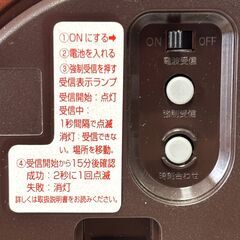 ①ONにする➡
②電池を入れる
③強制受信を押す
受信表示ランプ
受信開始：点灯
受信中：
1秒間隔で点滅
消灯：受信できな
い。場所を移動。
④受信開始から15分後確認
成功：2秒に1回点滅
失敗：消灯
詳しくは取扱説明書をお読みください
ON OFF
電波受信
強制受信
時刻合わせ